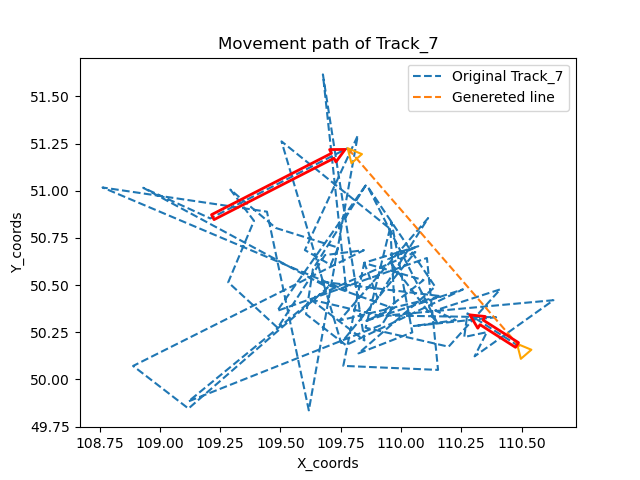 Movement path of Track_7
Original Track_7
Genereted line
Y_coords
51.50
51.25
51.00
50.75
50.50
50.25
50.00
49.75
108.75 109.00 109.25 109.50 109.75 110.00 110.25 110.50
X_coords